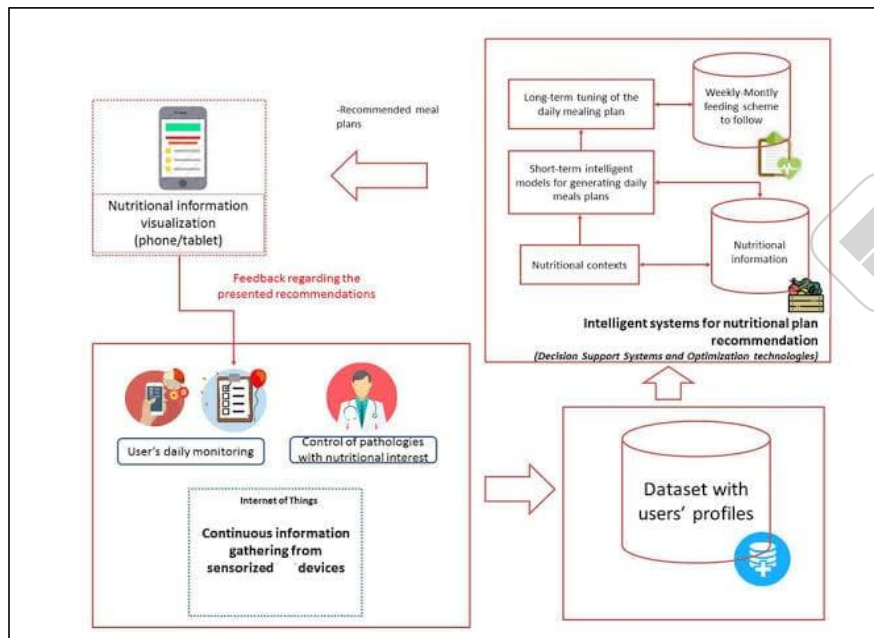 -Recommended meal
plans
Nutritional information
visualization
(phone/tablet)
Feedback regarding the
presented recommendations
Long-term tuning of the
daily mealing plan
Weekly-Montly
feeding scheme
to follow
Short-term intelligent
models for generating daily
meals plans
Nutritional contexts
Nutritional
information
Intelligent systems for nutritional plan
recommendation
(Decision Support Systems and Optimization technologies)
User's daily monitoring
Control of pathologies
with nutritional interest
Internet of Things
Continuous information
gathering from
sensorized devices
Dataset with
users' profiles